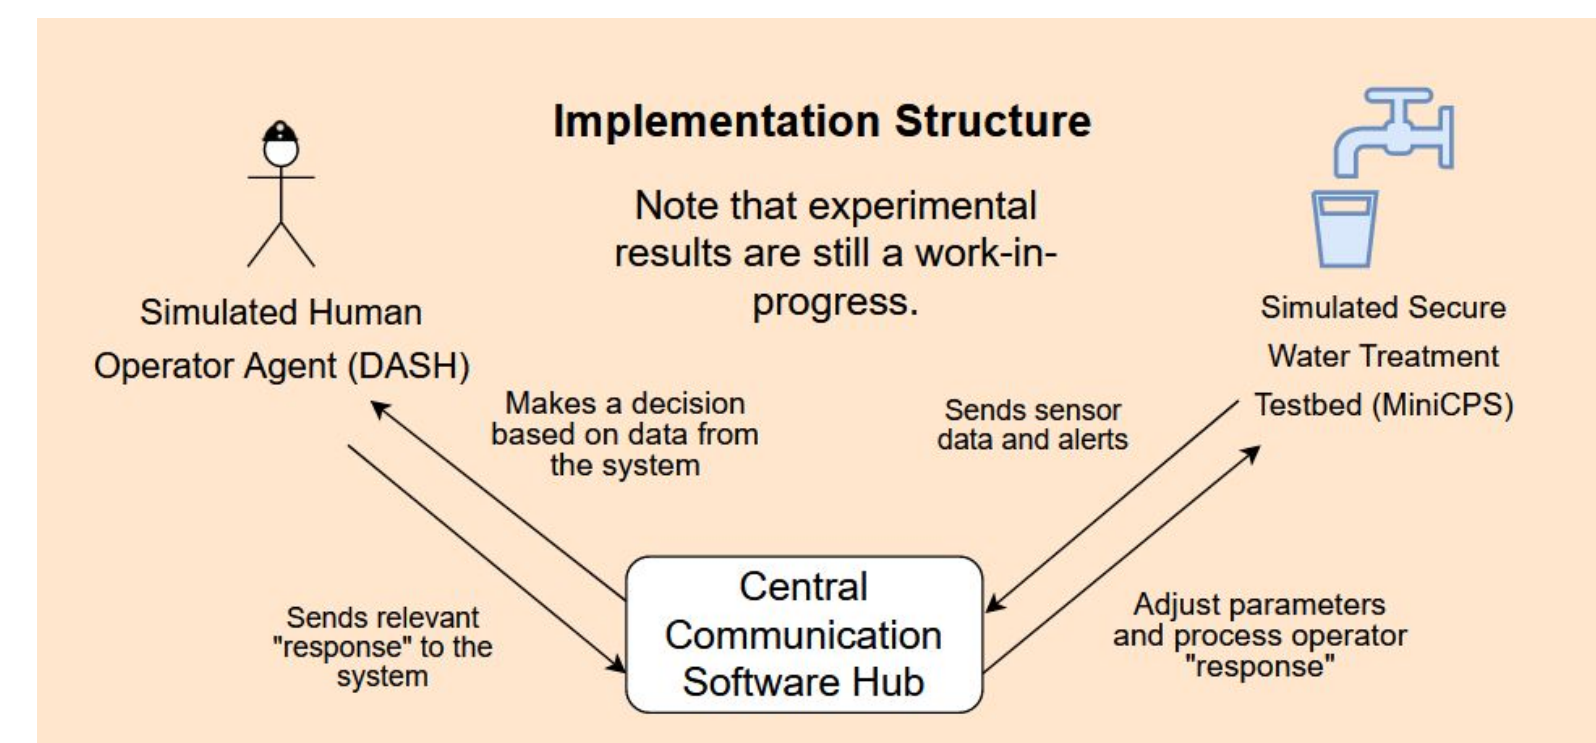 Implementation Structure
Note that experimental
results are still a work-in-
progress.
Simulated Human
Operator Agent (DASH)
Simulated Secure
Water Treatment
Testbed (MiniCPS)
Makes a decision
based on data from
the system
Sends sensor
data and alerts
Sends relevant
"response" to the
system
Central
Communication
Software Hub
Adjust parameters
and process operator
"response"